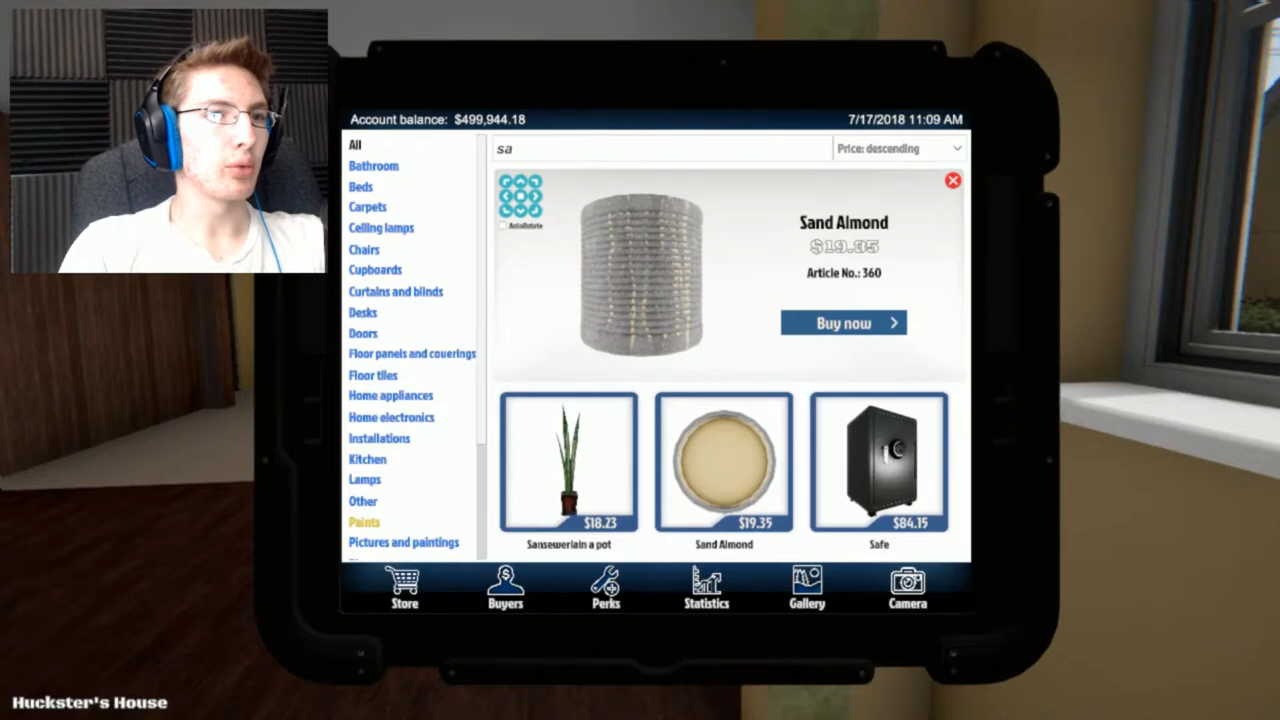 Account balance: $499,944.18
7/17/2018 11:09 AM
All
Bathroom
Beds
Carpets
Ceiling lamps
Chairs
Cupboards
Curtains and blinds
Desks
Doors
Floor panels and coverings
Floor tiles
Home appliances
Home electronics
Installations
Kitchen
Lamps
Other
Paints
Pictures and paintings
sa
Price: descending
AutoRotate
Sand Almond
$19.35
Article No.: 360
Buy now
$18.23
$19.35
$84.15
Sansewieria in a pot
Sand Almond
Safe
Store
Buyers
Perks
Statistics
Gallery
Camera
Huckster's House